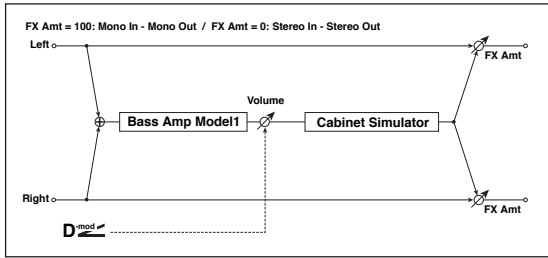 FX Amt = 100: Mono In - Mono Out / FX Amt = 0: Stereo In - Stereo Out
Left
FX Amt
Volume
Bass Amp Model1
Cabinet Simulator
Right
FX Amt
D-mod